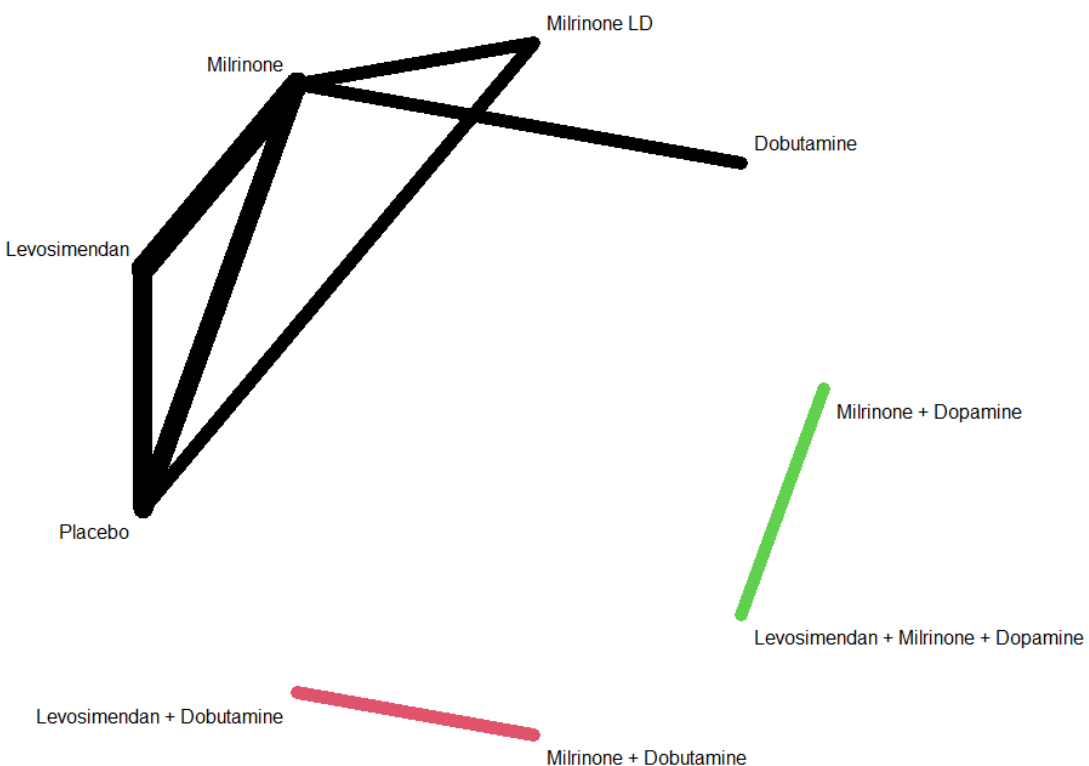 Milrinone LD
Milrinone
Dobutamine
Levosimendan
Milrinone + Dopamine
Placebo
Levosimendan + Milrinone + Dopamine
Levosimendan + Dobutamine
Milrinone + Dobutamine